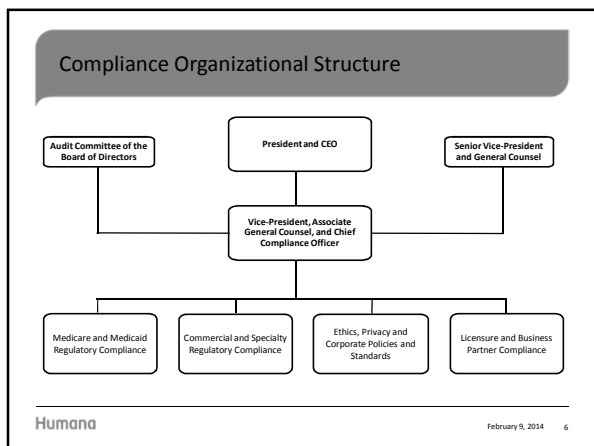 Compliance Organizational Structure
Audit Committee of the
Board of Directors
President and CEO
Senior Vice-President
and General Counsel
Vice-President, Associate
General Counsel, and Chief
Compliance Officer
Medicare and Medicaid
Regulatory Compliance
Commercial and Specialty
Regulatory Compliance
Ethics, Privacy and
Corporate Policies and
Standards
Licensure and Business
Partner Compliance
Humana
February 9, 2014 6